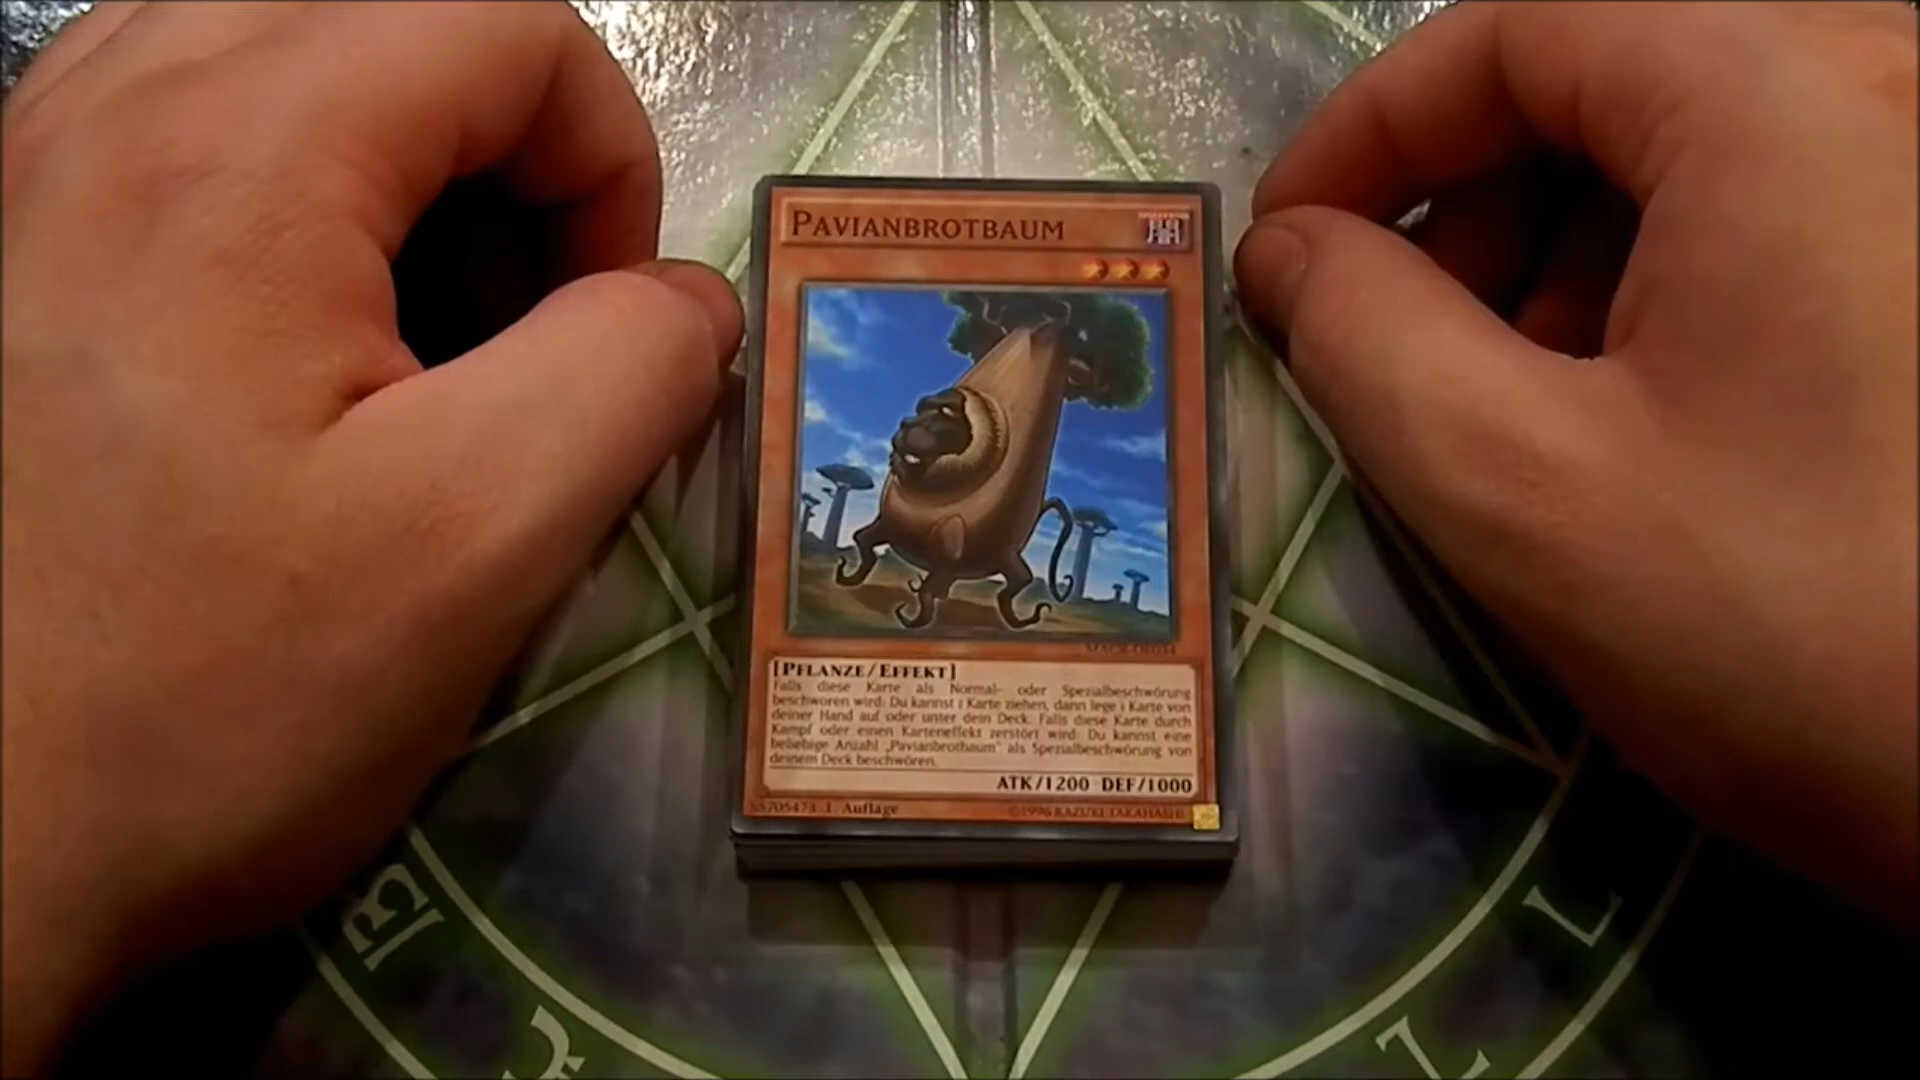 PAVIANBROTBAUM
[PFLANZE/EFFEKT]
Falls diese Karte als Normal- oder Spezialbeschwörung
beschworen wird: Du kannst 1 Karte ziehen, dann lege 1 Karte von
deiner Hand auf oder unter dein Deck. Falls diese Karte durch
Kampf oder einen Karteneffekt zerstört wird: Du kannst eine
beliebige Anzahl „Pavianbrotbaum" als Spezialbeschwörung von
deinem Deck beschwören.
ATK/1200 DEF/1000
1. Auflage
©1996 KAZUKI TAKAHASHI